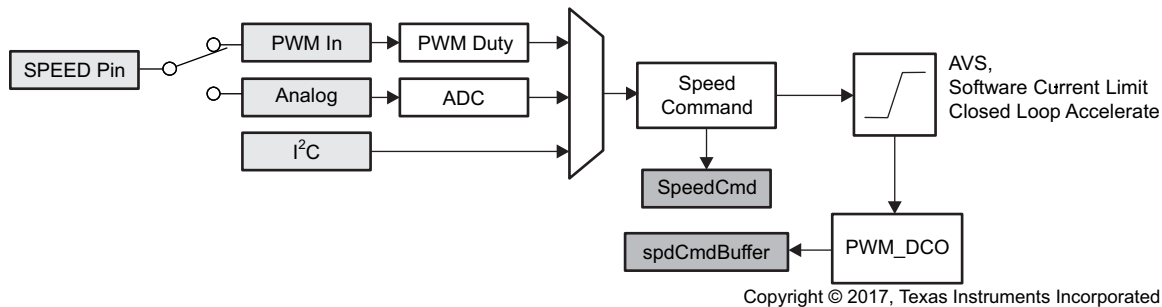 SPEED Pin
PWM In
PWM Duty
Analog
ADC
I²C
Speed
Command
SpeedCmd
AVS,
Software Current Limit
Closed Loop Accelerate
spdCmdBuffer
PWM_DCO
Copyright © 2017, Texas Instruments Incorporated